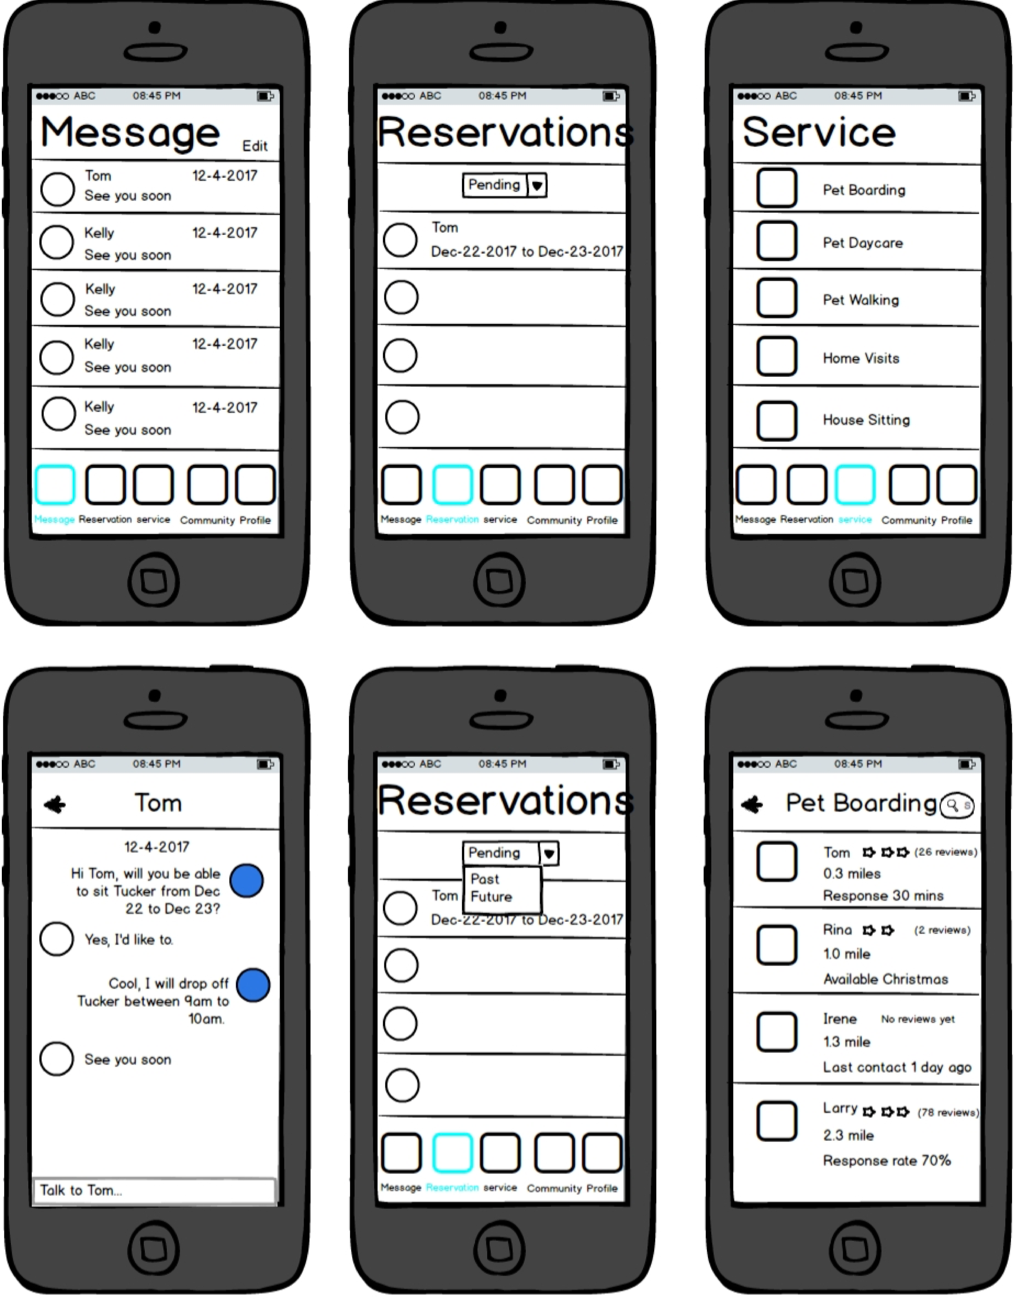 ABC 08:45 PM
Message Edit
Tom 12-4-2017
See you soon
Kelly 12-4-2017
See you soon
Kelly 12-4-2017
See you soon
Kelly 12-4-2017
See you soon
Kelly 12-4-2017
See you soon
Message Reservation service Community Profile
ABC 08:45 PM
Reservations
Pending
Tom
Dec-22-2017 to Dec-23-2017
Message Reservation service Community Profile
ABC 08:45 PM
Service
Pet Boarding
Pet Daycare
Pet Walking
Home Visits
House Sitting
Message Reservation service Community Profile
ABC 08:45 PM
Tom
12-4-2017
Hi Tom, will you be able
to sit Tucker from Dec
22 to Dec 23?
Yes, I'd like to.
Cool, I will drop off
Tucker between 9am to
10am.
See you soon
Talk to Tom...
ABC 08:45 PM
Reservations
Pending
Past
Future
Tom
Dec-22-2017 to Dec-23-2017
Message Reservation service Community Profile
ABC 08:45 PM
Pet Boarding s
Tom (26 reviews)
0.3 miles
Response 30 mins
Rina (2 reviews)
1.0 mile
Available Christmas
Irene No reviews yet
1.3 mile
Last contact 1 day ago
Larry (78 reviews)
2.3 mile
Response rate 70%